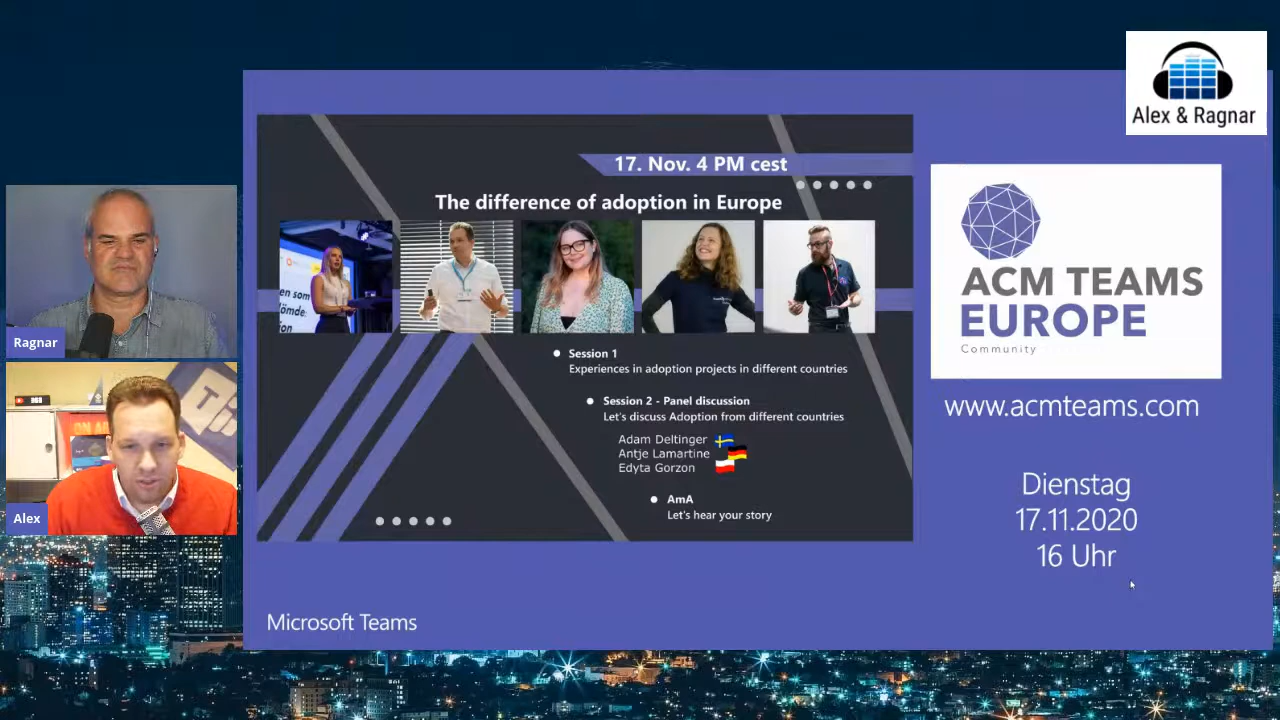 Alex & Ragnar
17. Nov. 4 PM cest
The difference of adoption in Europe
Session 1
Experiences in adoption projects in different countries
Session 2 - Panel discussion
Let's discuss Adoption from different countries
Adam Deltinger
Antje Lamartine
Edyta Gorzon
AmA
Let's hear your story
ACM TEAMS
EUROPE
Community
www.acmteams.com
Dienstag
17.11.2020
16 Uhr
Microsoft Teams
Ragnar
Alex